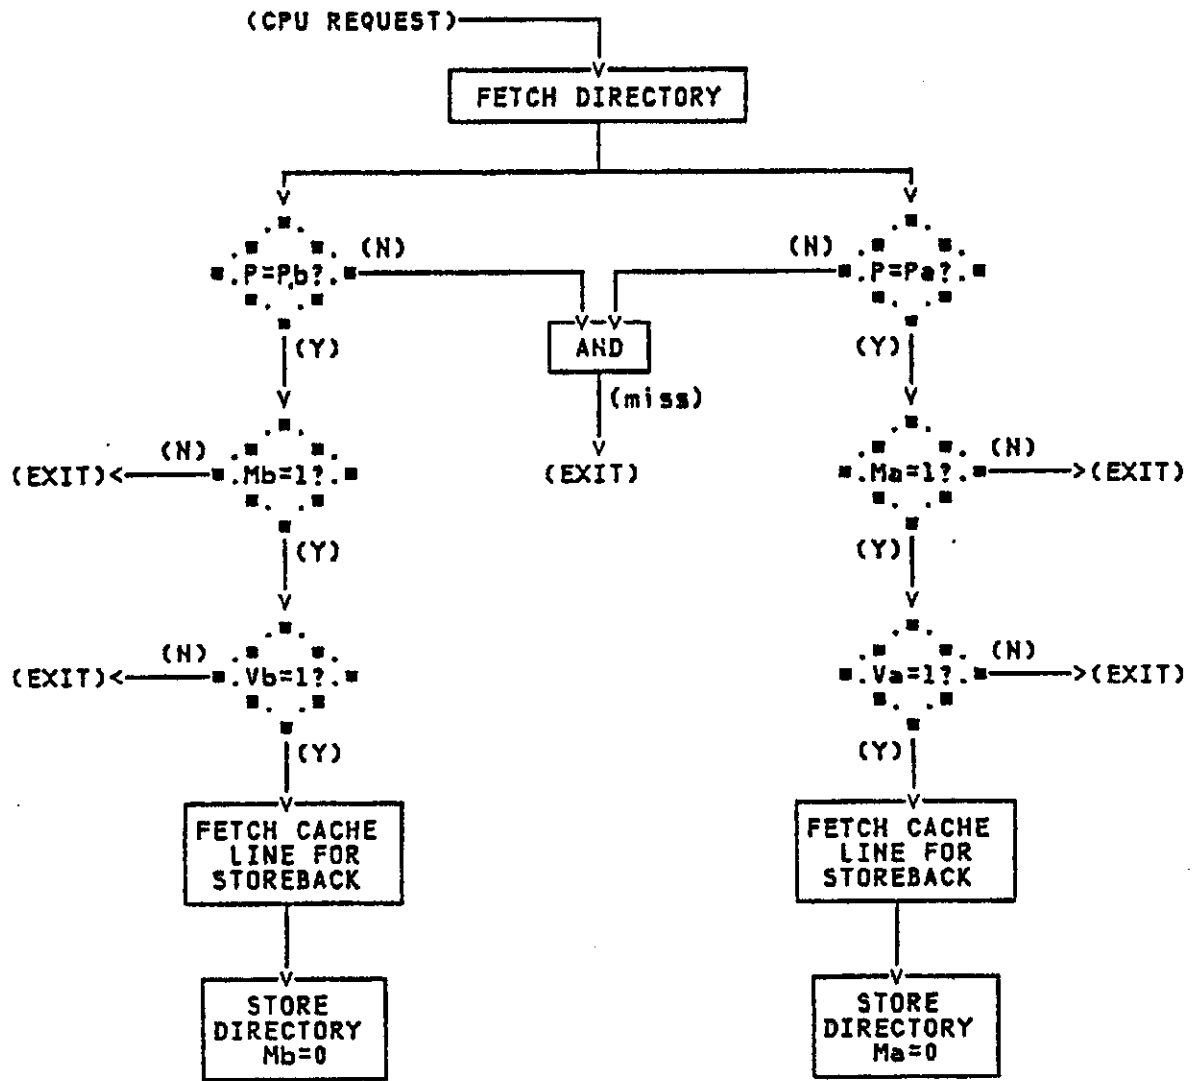 (CPU REQUEST)
FETCH DIRECTORY
P=Pb? (N)
(N) P=Pa?
AND
(Y)
(Y)
(miss)
(EXIT)
(EXIT) (N) Mb=1?
Ma=1? (N) (EXIT)
(Y)
(Y)
(EXIT) (N) Vb=1?
Va=1? (N) (EXIT)
(Y)
(Y)
FETCH CACHE
LINE FOR
STOREBACK
FETCH CACHE
LINE FOR
STOREBACK
STORE
DIRECTORY
Mb=0
STORE
DIRECTORY
Ma=0